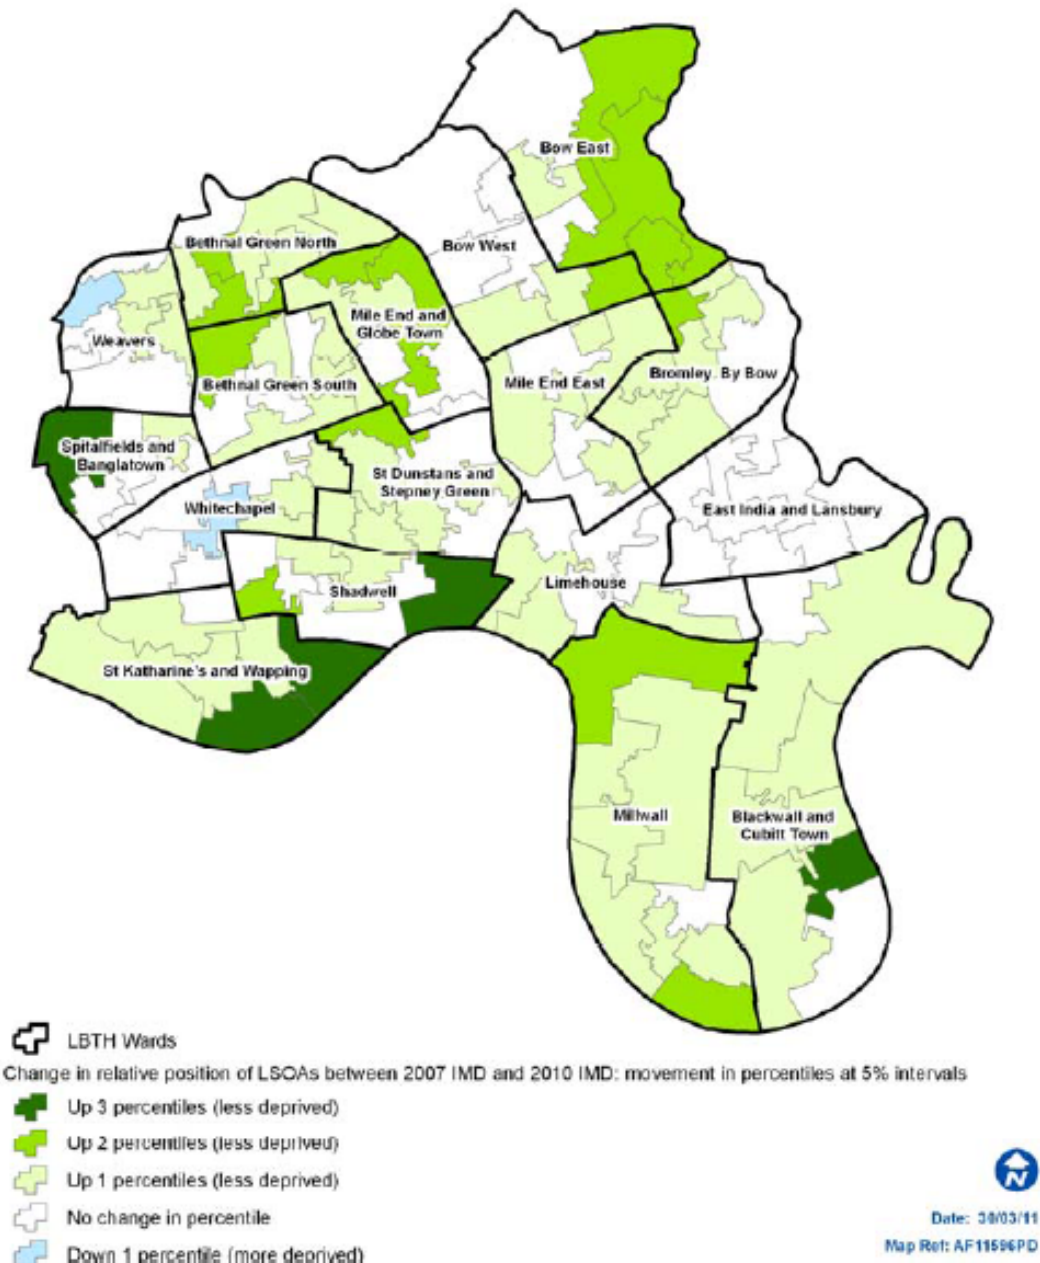 Bow East
Bethnal Green North
Bow West
Mile End and
Globe Town
Weavers
Bethnal Green South
Mile End East
Bromley. By Bow
Spitalfields and
Banglatown
St Dunstans and
Stepney Green
Whitechapel
East India and Lansbury
Limehouse
Shadwell
St Katharine's and Wapping
Millwall
Blackwall and
Cubitt Town
LBTH Wards
Change in relative position of LSOAs between 2007 IMD and 2010 IMD: movement in percentiles at 5% intervals
Up 3 percentiles (less deprived)
Up 2 percentiles (less deprived)
Up 1 percentiles (less deprived)
No change in percentile
Down 1 percentile (more deprived)
N
Date: 30/03/11
Map Ref: AF11596PD